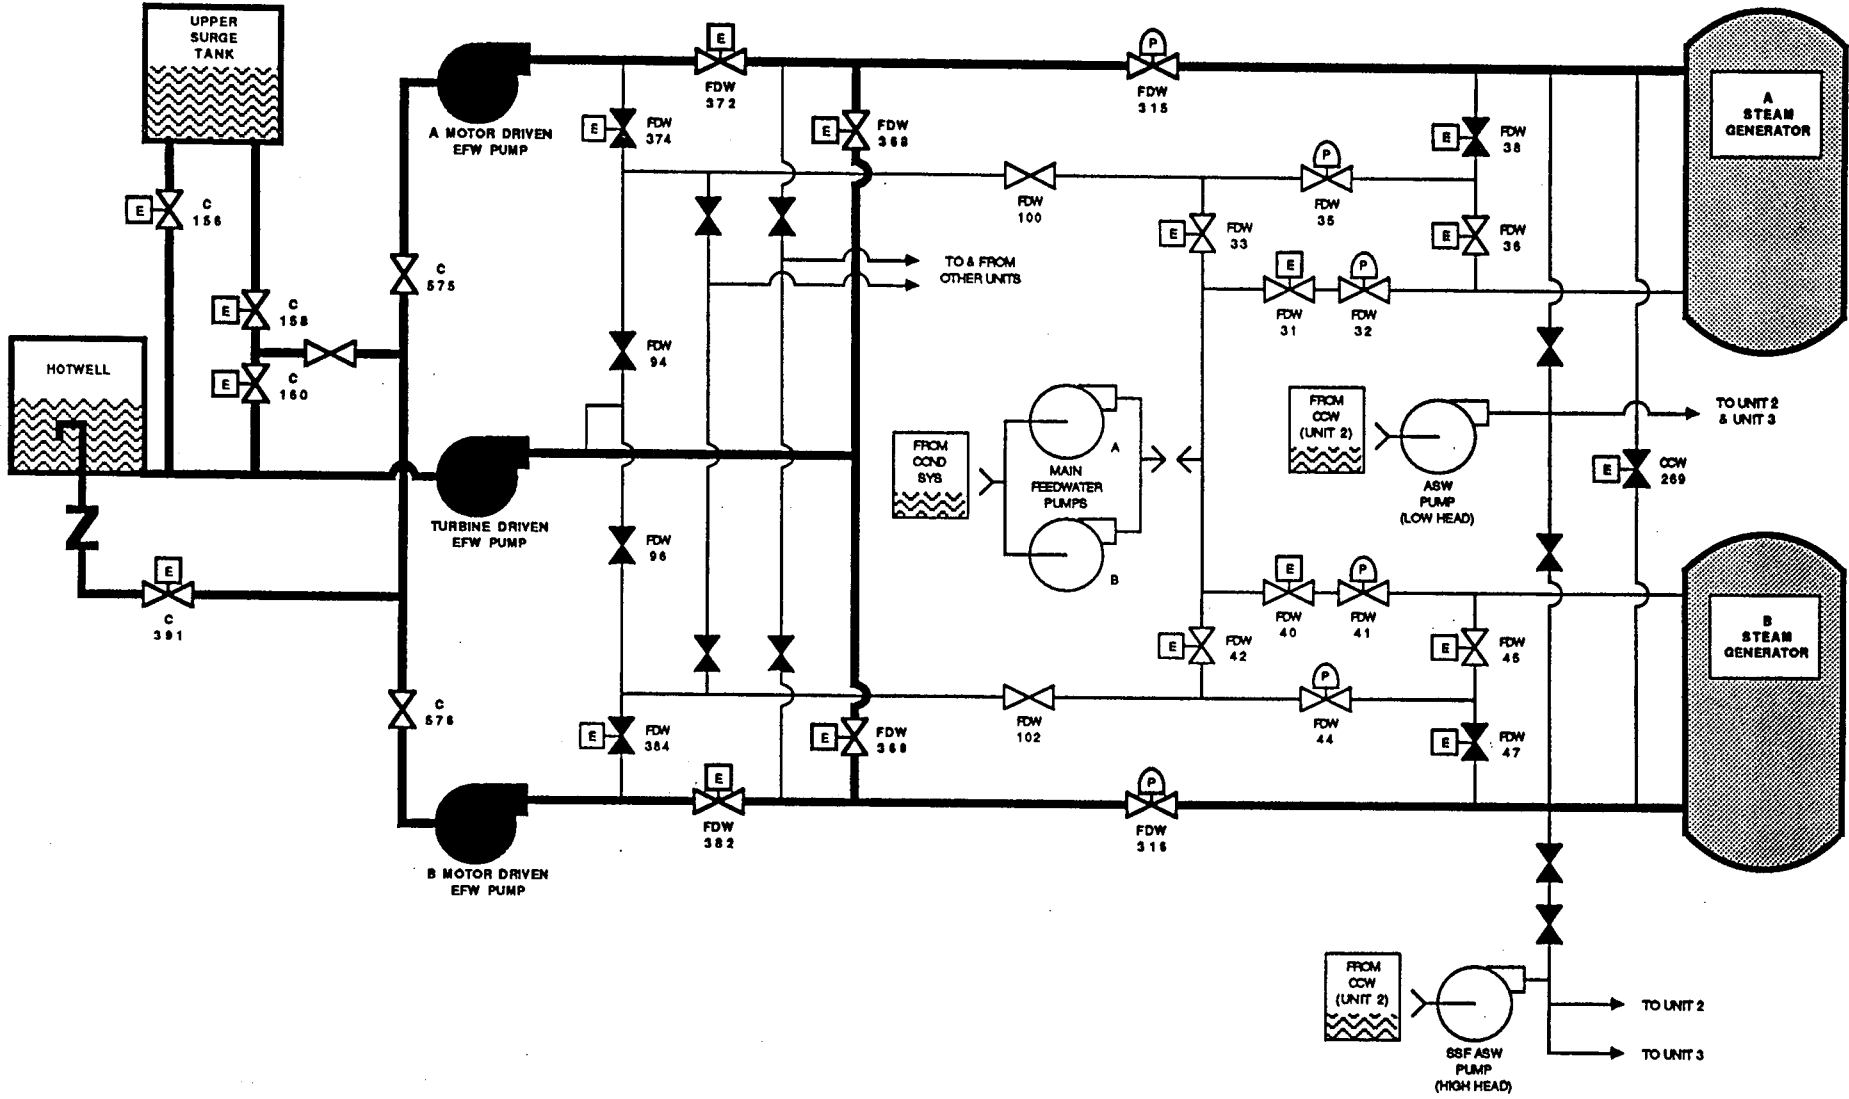 UPPER
SURGE
TANK
E
FDW
372
P
FDW
315
A
STEAM
GENERATOR
A MOTOR DRIVEN
EFW PUMP
E
FDW
374
E
FDW
368
E
FDW
38
E
C
156
FDW
100
P
FDW
35
E
FDW
33
E
FDW
36
TO & FROM
OTHER UNITS
C
575
E
C
158
E
FDW
31
P
FDW
32
HOTWELL
E
C
160
FDW
94
FROM
CCW
(UNIT 2)
ASW
PUMP
(LOW HEAD)
TO UNIT 2
& UNIT 3
FROM
COND
SYS
A
MAIN
FEEDWATER
PUMPS
B
E
CCW
269
TURBINE DRIVEN
EFW PUMP
FDW
96
E
C
391
E
FDW
40
P
FDW
41
B
STEAM
GENERATOR
E
FDW
42
E
FDW
45
C
576
FDW
102
P
FDW
44
E
FDW
384
E
FDW
369
E
FDW
47
E
FDW
382
P
FDW
316
B MOTOR DRIVEN
EFW PUMP
FROM
CCW
(UNIT 2)
SSF ASW
PUMP
(HIGH HEAD)
TO UNIT 2
TO UNIT 3